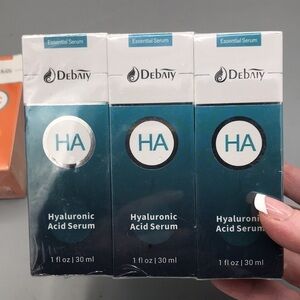 Essential Serum
DEBAIY
HA
Hyaluronic
Acid Serum
1 fl oz | 30 ml
Essential Serum
DEBAIY
HA
Hyaluronic
Acid Serum
1 fl oz | 30 ml
Essential Serum
DEBAIY
HA
Hyaluronic
Acid Serum
1 fl oz | 30 ml